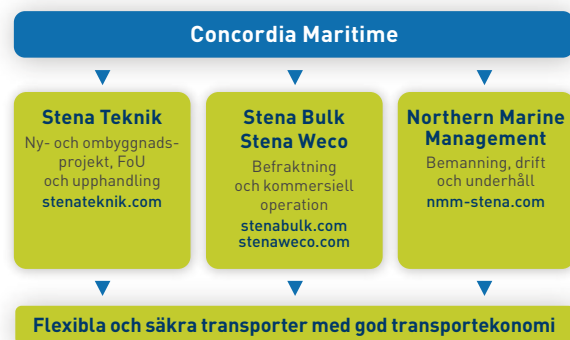 Concordia Maritime
Stena Teknik
Ny- och ombyggnads-
projekt, FoU
och upphandling
stenateknik.com
Stena Bulk
Stena Weco
Befraktning
och kommersiell
operation
stenabulk.com
stenaweco.com
Northern Marine
Management
Bemanning, drift
och underhåll
nmm-stena.com
Flexibla och säkra transporter med god transportekonomi